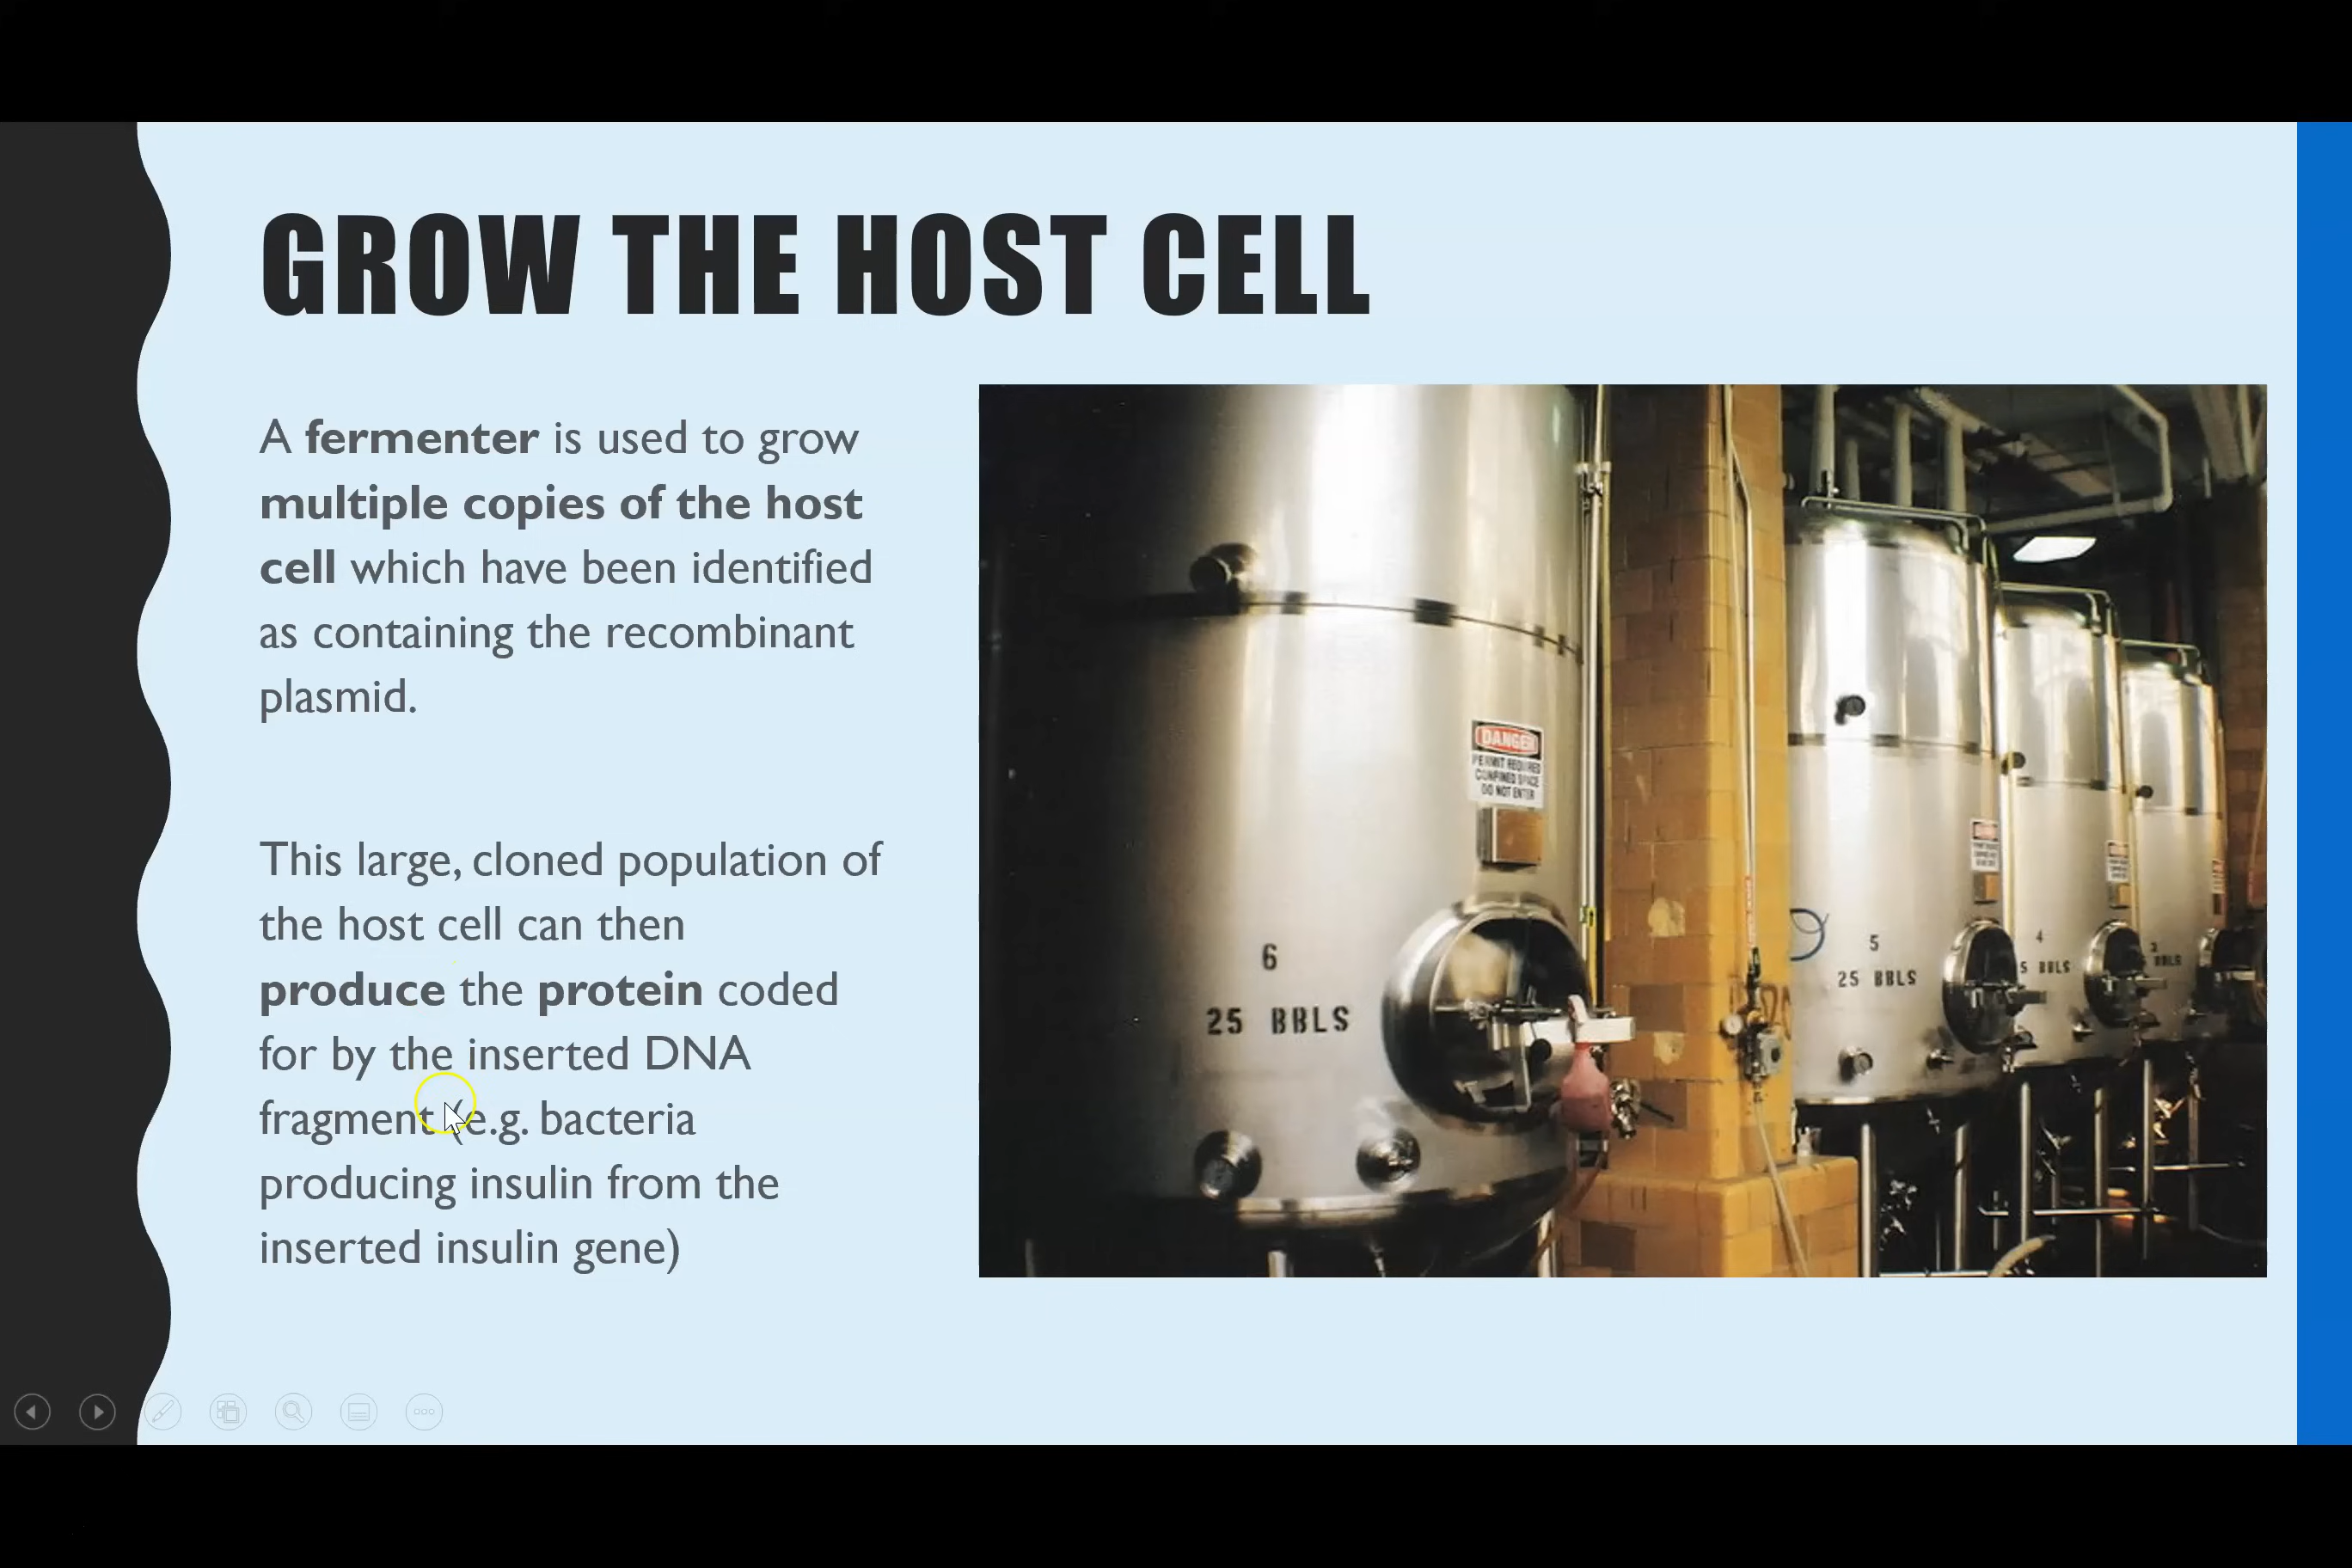 GROW THE HOST CELL
A fermenter is used to grow
multiple copies of the host
cell which have been identified
as containing the recombinant
plasmid.
This large, cloned population of
the host cell can then
produce the protein coded
for by the inserted DNA
fragment (e.g. bacteria
producing insulin from the
inserted insulin gene)
DANGER
PERMIT REQUIRED
CONFINED SPACE
DO NOT ENTER
6
25 BBLS
5
25 BBLS
4
5 BBLS
3
BBLS